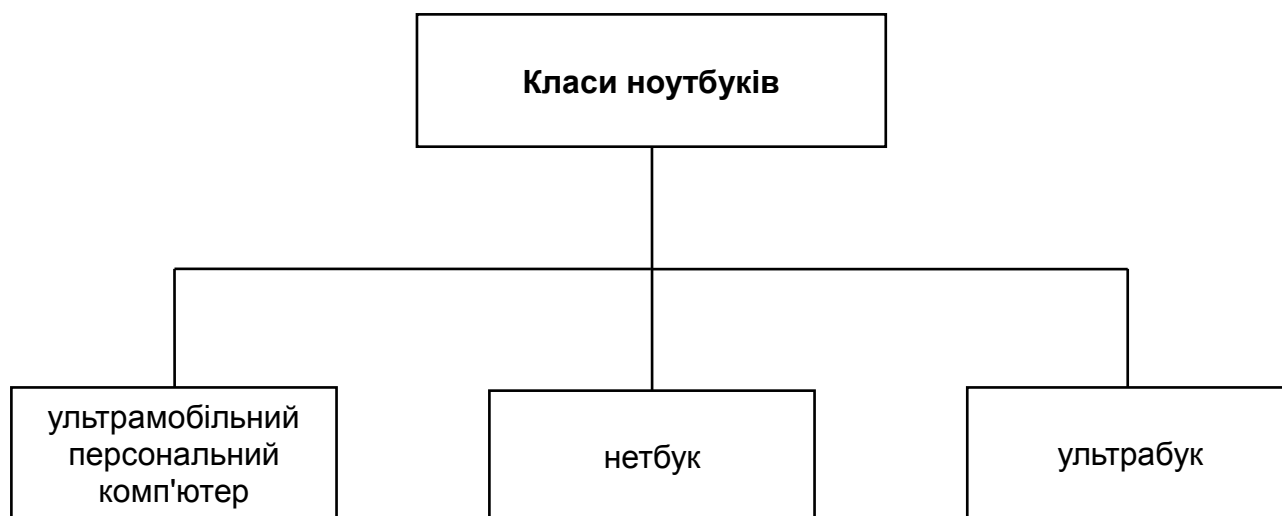 Класи ноутбуків
ультрамобільний
персональний
комп'ютер
нетбук
ультрабук